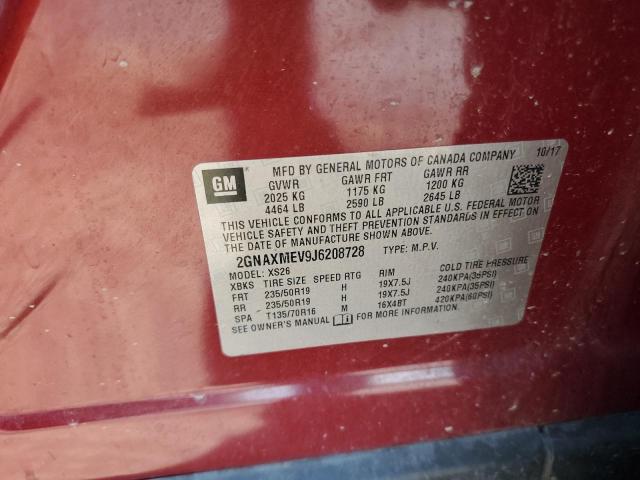 GM
MFD BY GENERAL MOTORS OF CANADA COMPANY 10/17
GVWR GAWR FRT GAWR RR
2025 KG 1175 KG 1200 KG
4464 LB 2590 LB 2645 LB
THIS VEHICLE CONFORMS TO ALL APPLICABLE U.S. FEDERAL MOTOR
VEHICLE SAFETY AND THEFT PREVENTION STANDARDS IN EFFECT ON
THE DATE OF MANUFACTURE SHOWN ABOVE.
2GNAXMEV9J6208728 TYPE: M.P.V.
MODEL: XS26
XBKS TIRE SIZE SPEED RTG RIM COLD TIRE PRESSURE
FRT 235/50R19 H 19X7.5J 240KPA(35PSI)
RR 235/50R19 H 19X7.5J 240KPA(35PSI)
SPA T135/70R16 M 16X4BT 420KPA(60PSI)
SEE OWNER'S MANUAL FOR MORE INFORMATION.